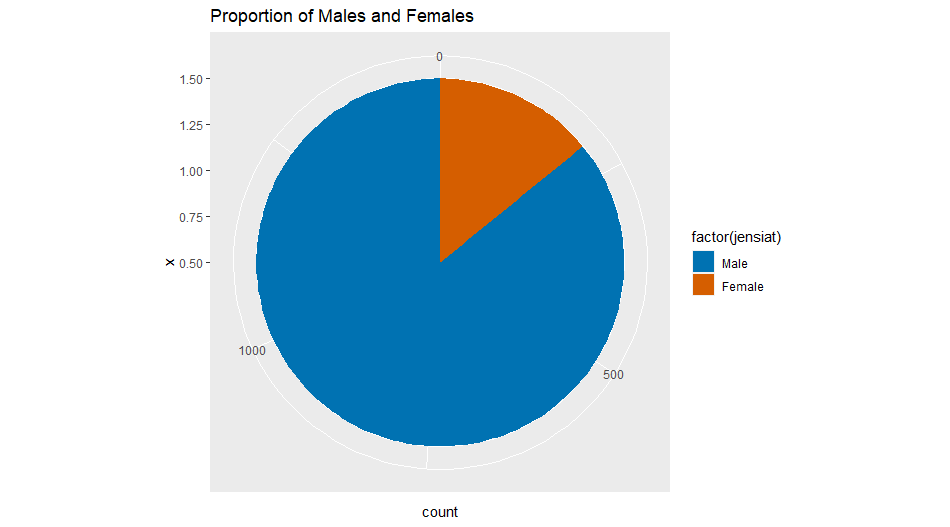 Proportion of Males and Females
0
1.50
1.25
1.00
0.75
x
0.50
1000
500
count
factor(jensiat)
Male
Female